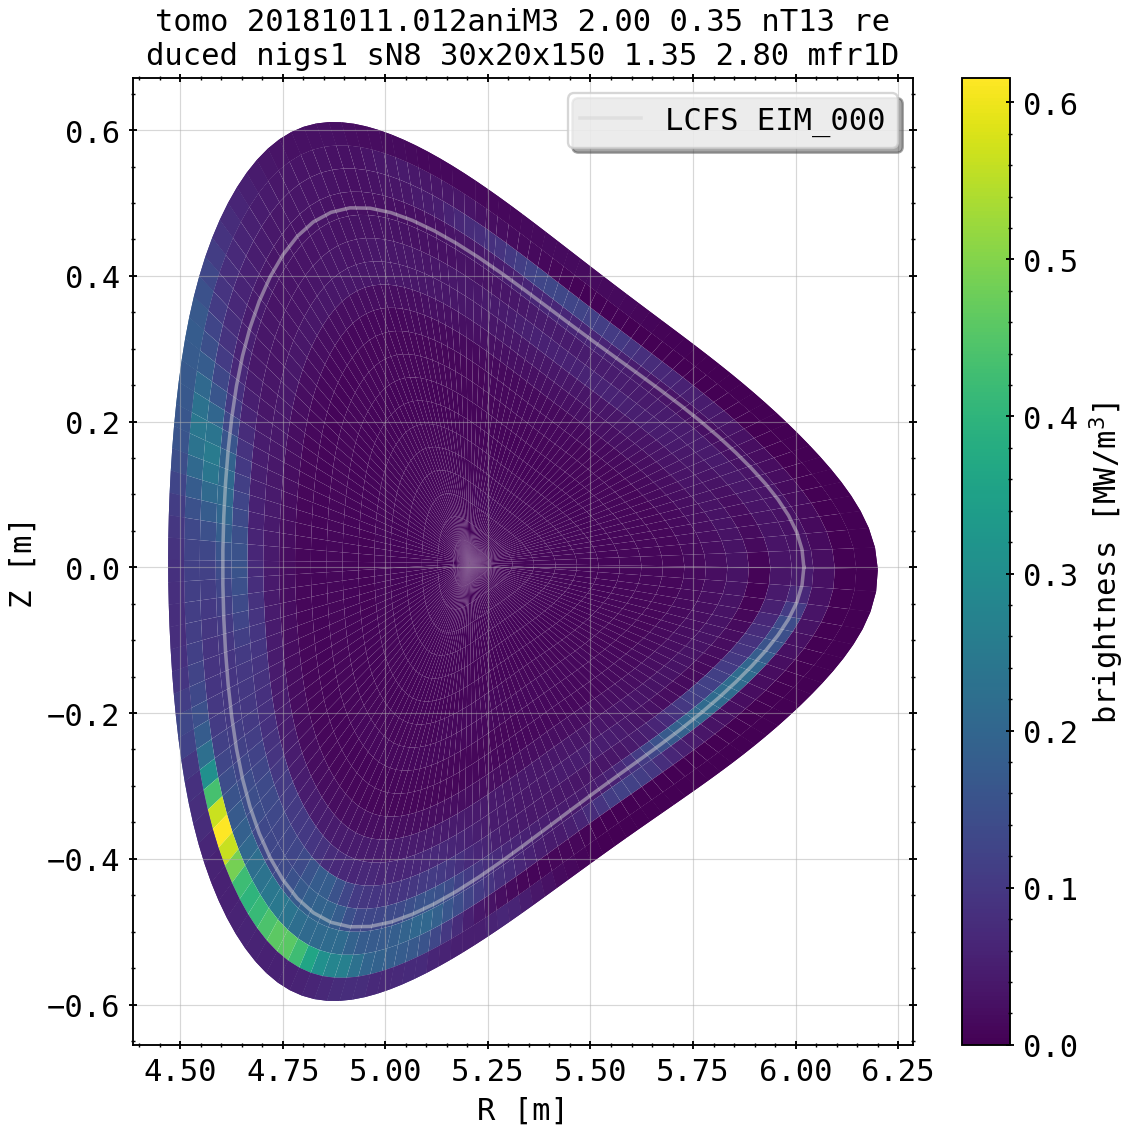 tomo 20181011.012aniM3 2.00 0.35 nT13 re
duced nigs1 sN8 30x20x150 1.35 2.80 mfr1D
LCFS EIM_000
0.6
0.4
0.2
0.0
−0.2
−0.4
−0.6
Z [m]
4.50 4.75 5.00 5.25 5.50 5.75 6.00 6.25
R [m]
0.6
0.5
0.4
0.3
0.2
0.1
0.0
brightness [MW/m³]